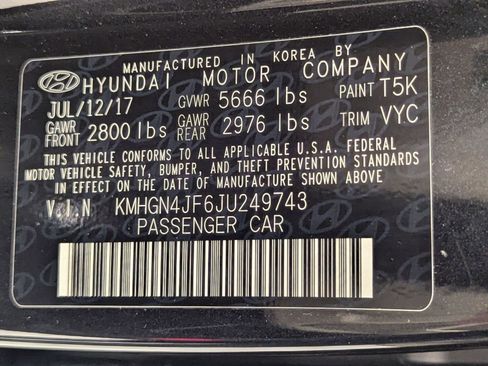 MANUFACTURED IN KOREA BY
HYUNDAI MOTOR COMPANY
JUL/12/17 GVWR 5666 lbs PAINT T5K
GAWR FRONT 2800 lbs GAWR REAR 2976 lbs TRIM VYC
THIS VEHICLE CONFORMS TO ALL APPLICABLE U.S.A. FEDERAL
MOTOR VEHICLE SAFETY, BUMPER, AND THEFT PREVENTION STANDARDS
IN EFFECT ON THE DATE OF MANUFACTURE SHOWN ABOVE
V I N KMHGN4JF6JU249743
PASSENGER CAR